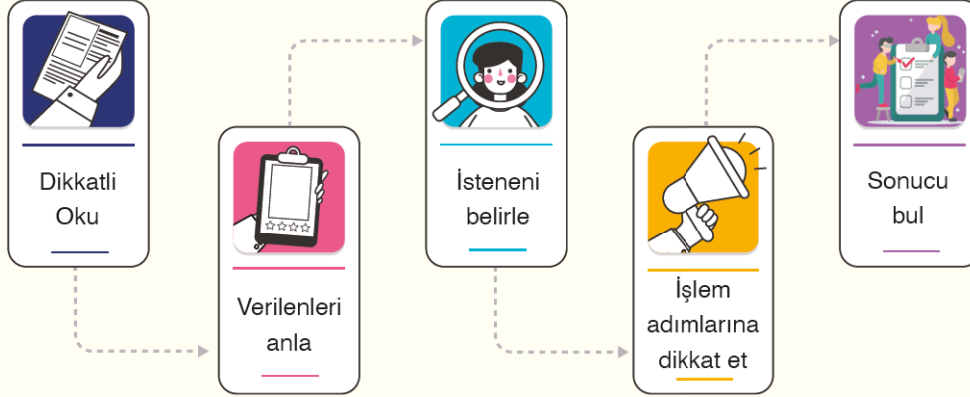 Dikkatli
Oku
Verilenleri
anla
İsteneni
belirle
İşlem
adımlarına
dikkat et
Sonucu
bul